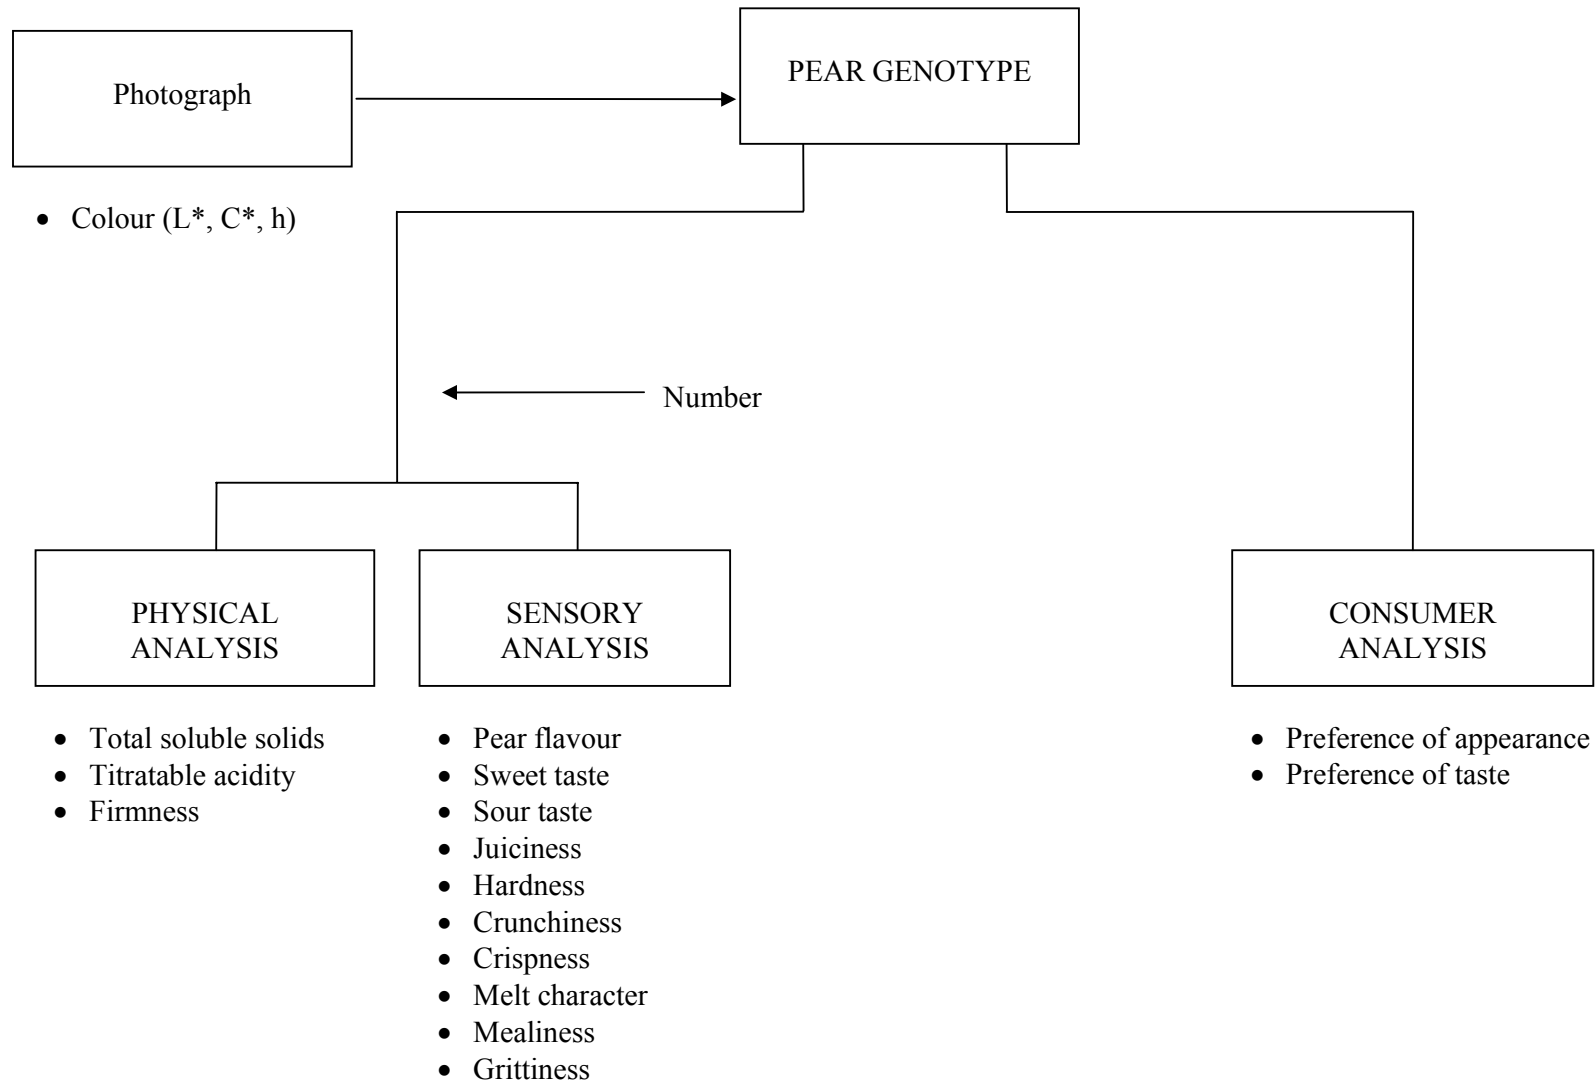 Photograph
PEAR GENOTYPE
• Colour (L*, C*, h)
Number
PHYSICAL
ANALYSIS
• Total soluble solids
• Titratable acidity
• Firmness
SENSORY
ANALYSIS
• Pear flavour
• Sweet taste
• Sour taste
• Juiciness
• Hardness
• Crunchiness
• Crispness
• Melt character
• Mealiness
• Grittiness
CONSUMER
ANALYSIS
• Preference of appearance
• Preference of taste